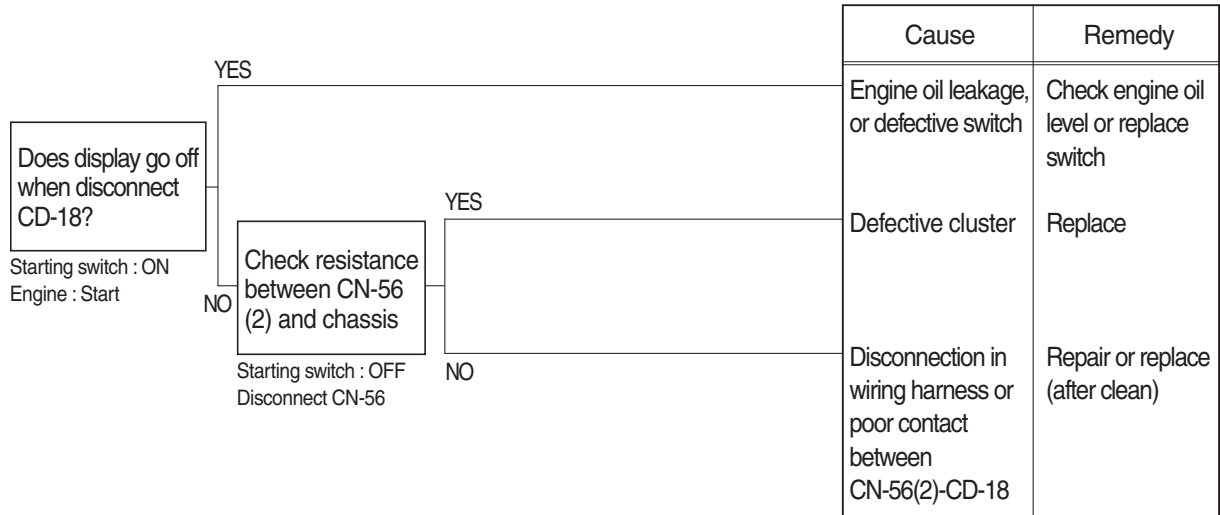 Cause
Remedy
YES
Engine oil leakage,
or defective switch
Check engine oil
level or replace
switch
Does display go off
when disconnect
CD-18?
Starting switch : ON
Engine : Start
NO
Check resistance
between CN-56
(2) and chassis
Starting switch : OFF
Disconnect CN-56
YES
Defective cluster
Replace
NO
Disconnection in
wiring harness or
poor contact
between
CN-56(2)-CD-18
Repair or replace
(after clean)